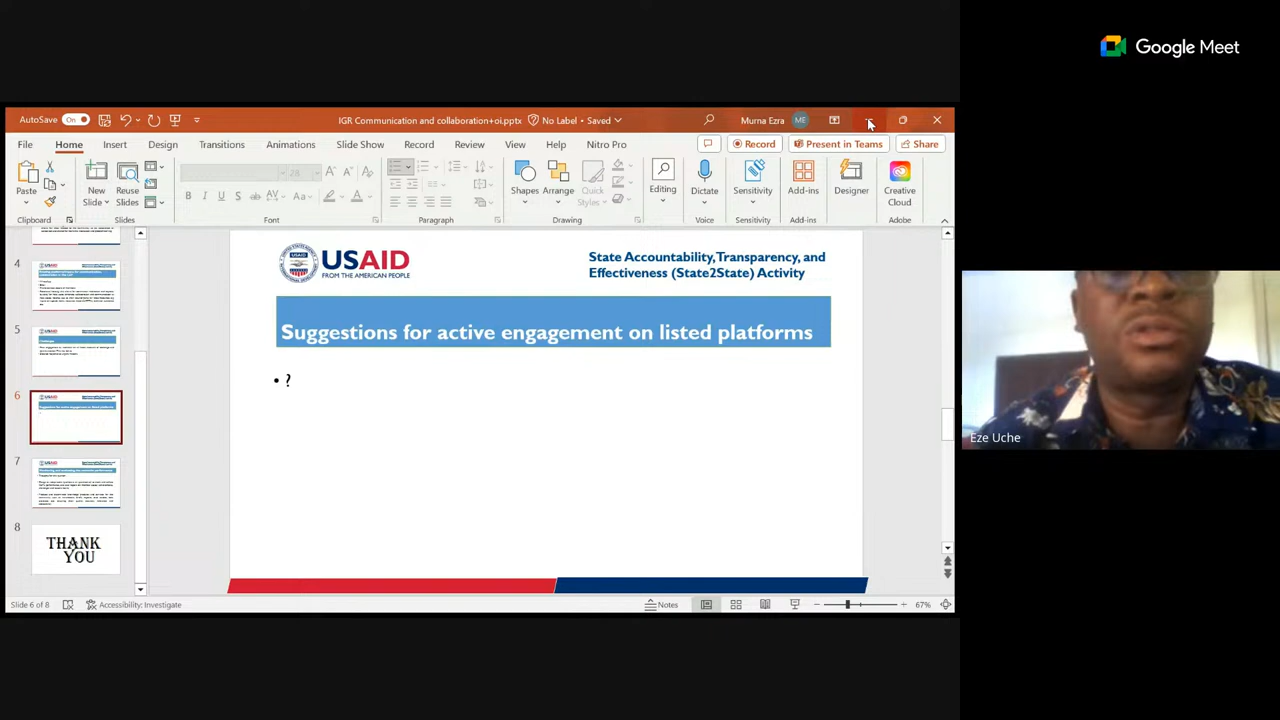 Google Meet
AutoSave On
IGR Communication and collaboration+oi.pptx
No Label • Saved
Muma Ezra ME
File Home Insert Design Transitions Animations Slide Show Record Review View Help Nitro Pro
Record Present in Teams Share
Paste New Slide Reuse Slides
28
Shapes Arrange Quick Styles Editing Dictate Sensitivity Add-ins Designer Creative Cloud
Clipboard Slides Font Paragraph Drawing Voice Sensitivity Add-ins Adobe
USAID
FROM THE AMERICAN PEOPLE
State Accountability, Transparency, and
Effectiveness (State2State) Activity
Suggestions for active engagement on listed platforms
• ?
4
5
6
7
8
THANK
YOU
Eze Uche
Slide 6 of 8 Accessibility: Investigate Notes 67%